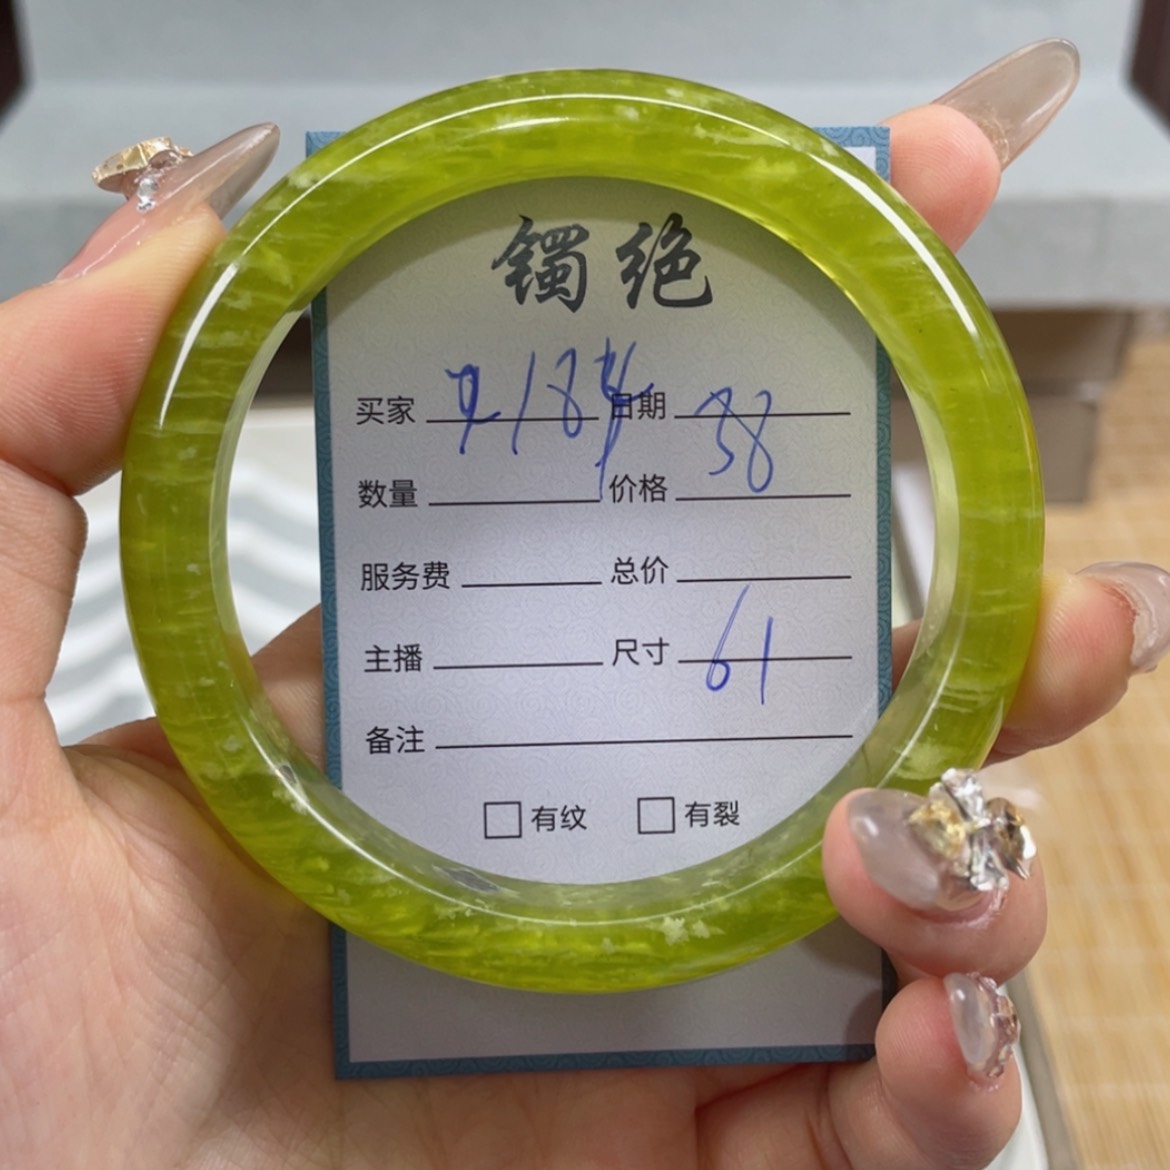 镯绝
买家 日期 38
数量 价格
服务费 总价
主播 尺寸 61
备注
有纹 有裂